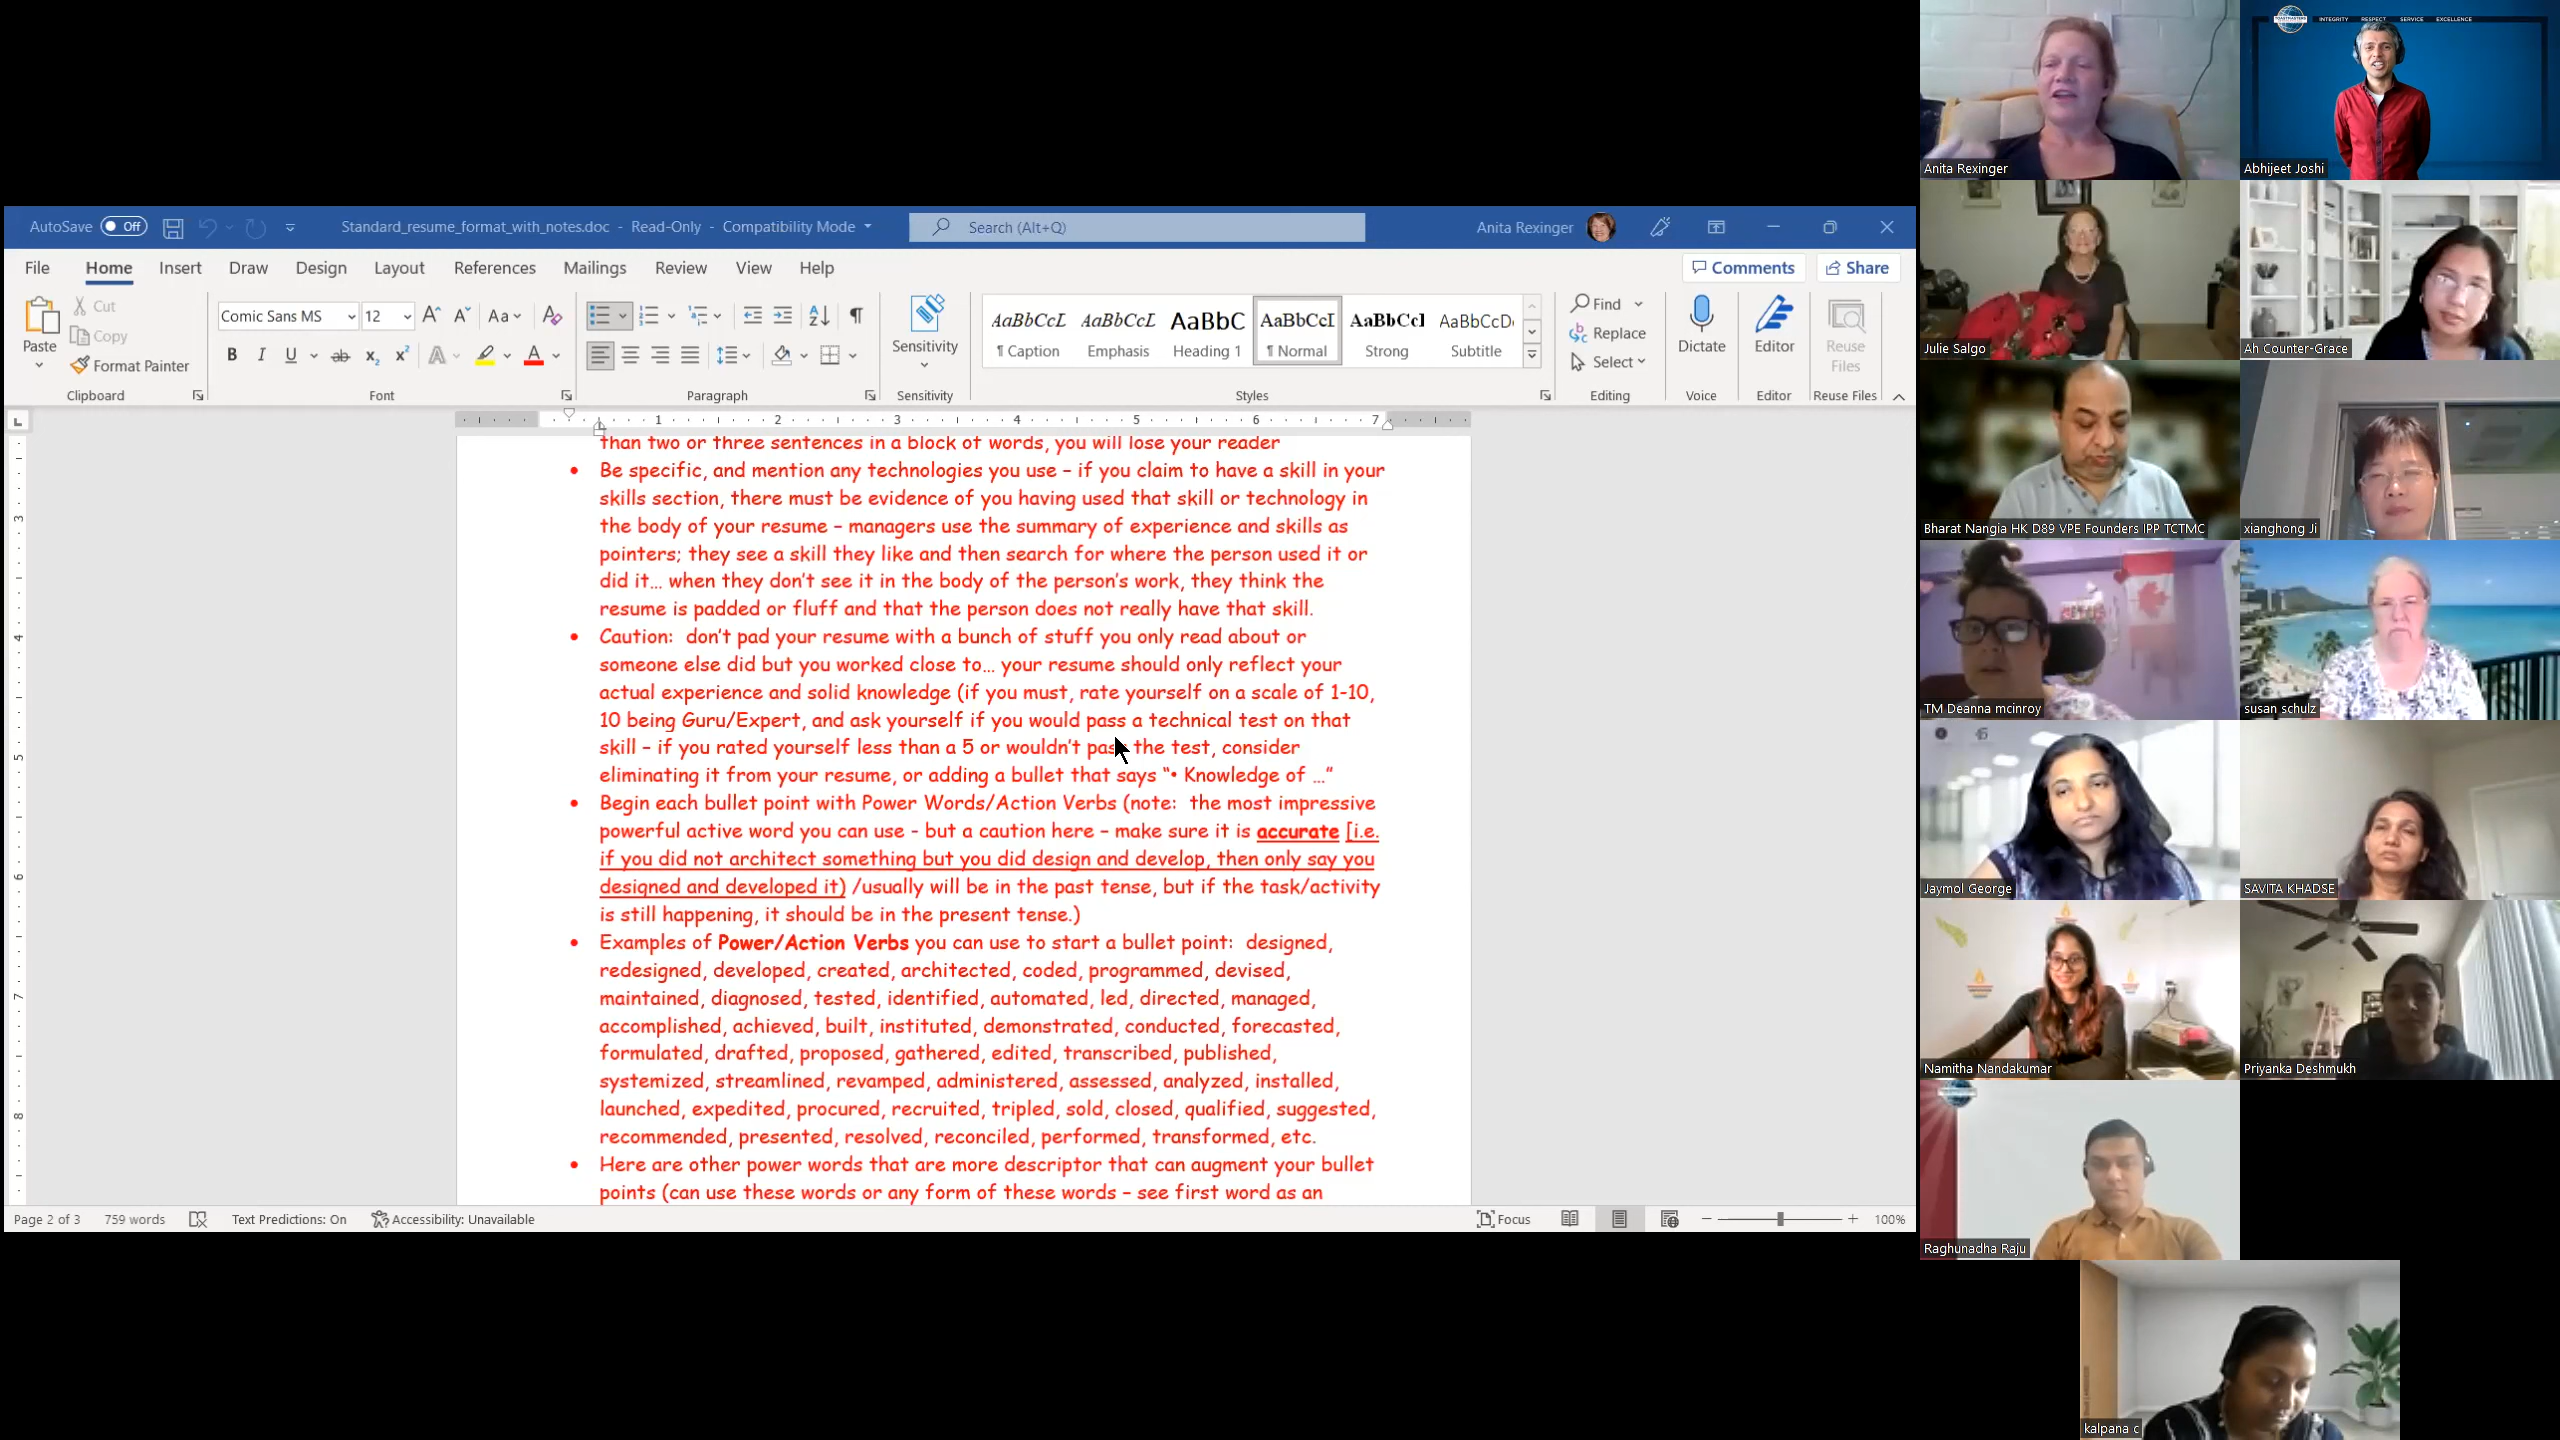 AutoSave Off Standard_resume_format_with_notes.doc - Read-Only - Compatibility Mode Search (Alt+Q) Anita Rexinger
File Home Insert Draw Design Layout References Mailings Review View Help Comments Share
Paste Cut Copy Format Painter
Clipboard
Comic Sans MS 12
Font
Paragraph
Sensitivity
Sensitivity
AaBbCcL AaBbCcL AaBbC AaBbCcI AaBbCcI AaBbCcDi
¶ Caption Emphasis Heading 1 ¶ Normal Strong Subtitle
Styles
Find
Replace
Select
Editing
Dictate
Voice
Editor
Editor
Reuse Files
Reuse Files
1 2 3 4 5 6 7
than two or three sentences in a block of words, you will lose your reader
• Be specific, and mention any technologies you use – if you claim to have a skill in your
skills section, there must be evidence of you having used that skill or technology in
the body of your resume – managers use the summary of experience and skills as
pointers; they see a skill they like and then search for where the person used it or
did it... when they don't see it in the body of the person's work, they think the
resume is padded or fluff and that the person does not really have that skill.
• Caution: don't pad your resume with a bunch of stuff you only read about or
someone else did but you worked close to... your resume should only reflect your
actual experience and solid knowledge (if you must, rate yourself on a scale of 1-10,
10 being Guru/Expert, and ask yourself if you would pass a technical test on that
skill – if you rated yourself less than a 5 or wouldn't pass the test, consider
eliminating it from your resume, or adding a bullet that says "• Knowledge of ..."
• Begin each bullet point with Power Words/Action Verbs (note: the most impressive
powerful active word you can use - but a caution here – make sure it is accurate [i.e.
if you did not architect something but you did design and develop, then only say you
designed and developed it) /usually will be in the past tense, but if the task/activity
is still happening, it should be in the present tense.)
• Examples of Power/Action Verbs you can use to start a bullet point: designed,
redesigned, developed, created, architected, coded, programmed, devised,
maintained, diagnosed, tested, identified, automated, led, directed, managed,
accomplished, achieved, built, instituted, demonstrated, conducted, forecasted,
formulated, drafted, proposed, gathered, edited, transcribed, published,
systemized, streamlined, revamped, administered, assessed, analyzed, installed,
launched, expedited, procured, recruited, tripled, sold, closed, qualified, suggested,
recommended, presented, resolved, reconciled, performed, transformed, etc.
• Here are other power words that are more descriptor that can augment your bullet
points (can use these words or any form of these words – see first word as an
3
4
5
6
7
8
Page 2 of 3 759 words Text Predictions: On Accessibility: Unavailable Focus 100%
Anita Rexinger
INTEGRITY RESPECT SERVICE EXCELLENCE
Abhijeet Joshi
Julie Salgo
Ah Counter-Grace
Bharat Nangia HK D89 VPE Founders IPP TCTMC
xianghong Ji
TM Deanna mcinroy
susan schulz
Jaymol George
SAVITA KHADSE
Namitha Nandakumar
Priyanka Deshmukh
Raghunadha Raju
kalpana c